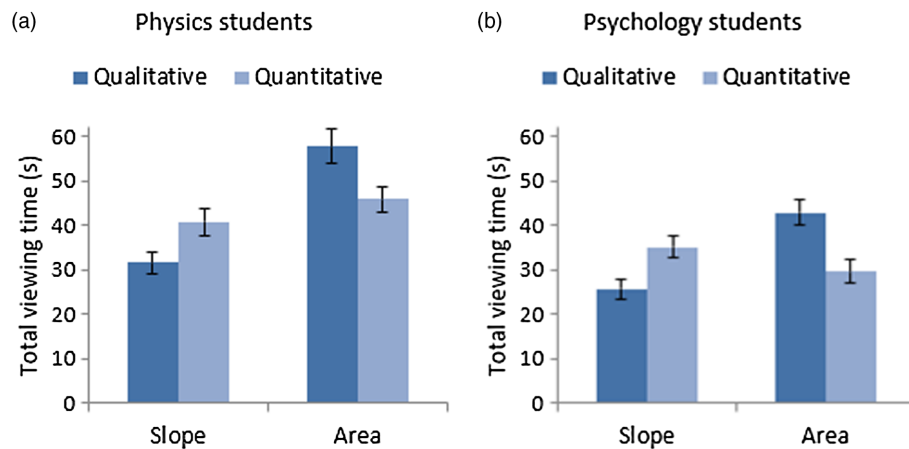 (a) Physics students
Qualitative Quantitative
Total viewing time (s)
60
50
40
30
20
10
0
Slope Area
(b) Psychology students
Qualitative Quantitative
Total viewing time (s)
60
50
40
30
20
10
0
Slope Area